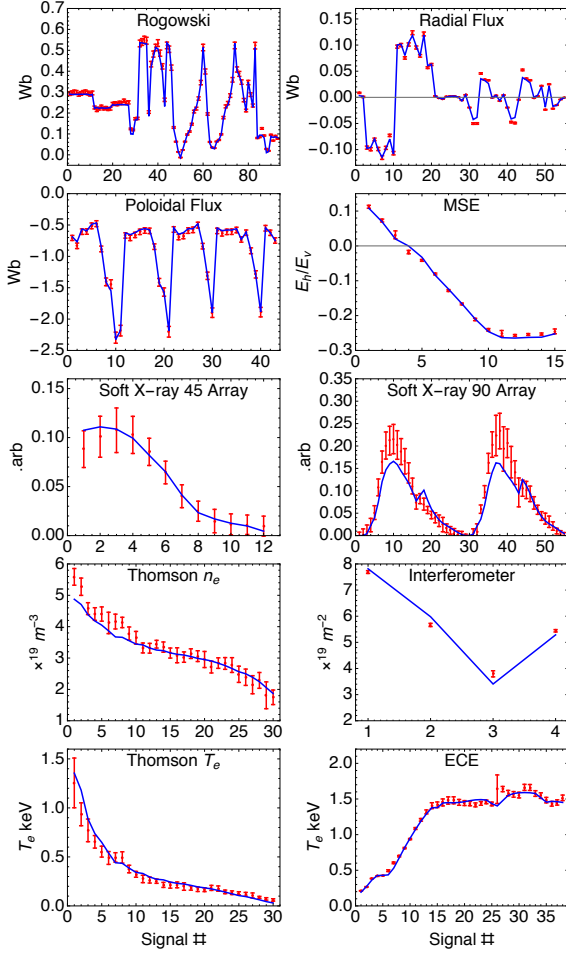 Rogowski
Wb
0.7
0.6
0.5
0.4
0.3
0.2
0.1
0.0
0 20 40 60 80
Radial Flux
Wb
0.15
0.10
0.05
0.00
−0.05
−0.10
0 10 20 30 40 50
Poloidal Flux
Wb
0.0
−0.5
−1.0
−1.5
−2.0
−2.5
0 10 20 30 40
MSE
E_h/E_v
0.1
0.0
−0.1
−0.2
−0.3
0 5 10 15
Soft X−ray 45 Array
.arb
0.15
0.10
0.05
0.00
0 2 4 6 8 10 12
Soft X−ray 90 Array
.arb
0.35
0.30
0.25
0.20
0.15
0.10
0.05
0.00
0 10 20 30 40 50
Thomson n_e
×^19 m^−3
6
5
4
3
2
1
0 5 10 15 20 25 30
Interferometer
×^19 m^−2
8
7
6
5
4
3
2
1 2 3 4
Thomson T_e
T_e keV
1.5
1.0
0.5
0.0
0 5 10 15 20 25 30
Signal #
ECE
T_e keV
2.0
1.5
1.0
0.5
0.0
0 5 10 15 20 25 30 35
Signal #